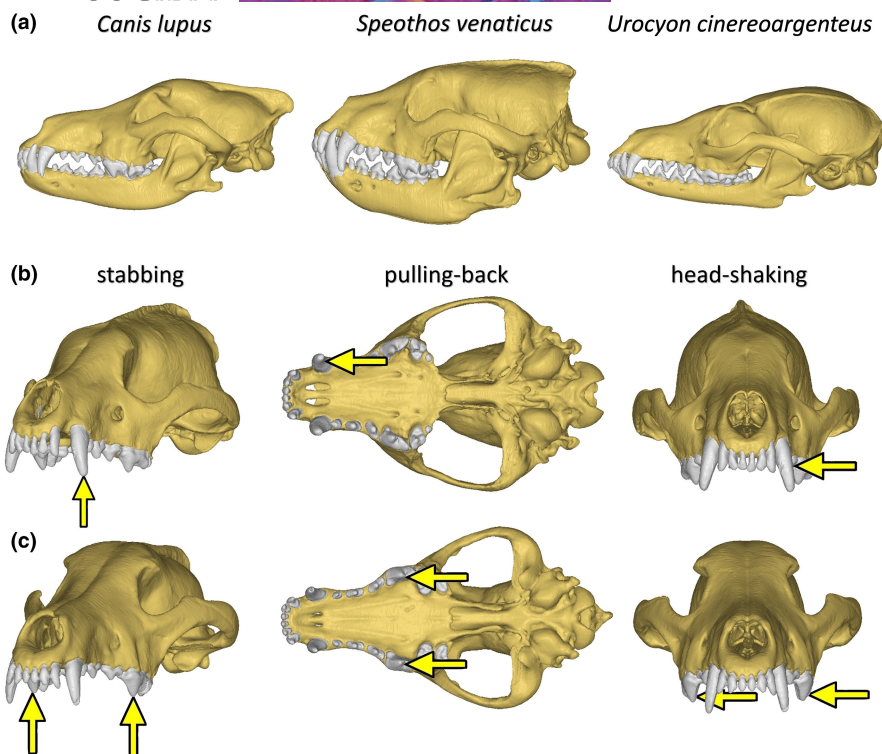 (a) Canis lupus Speothos venaticus Urocyon cinereoargenteus
(b) stabbing pulling-back head-shaking
(c)